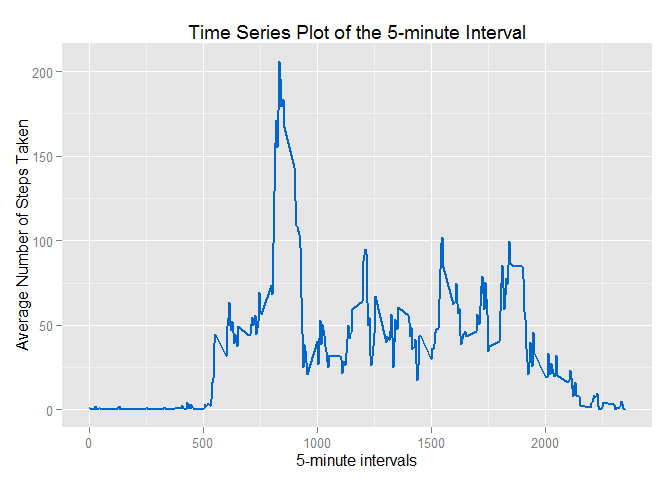 Time Series Plot of the 5-minute Interval
Average Number of Steps Taken
200
150
100
50
0
0 500 1000 1500 2000
5-minute intervals